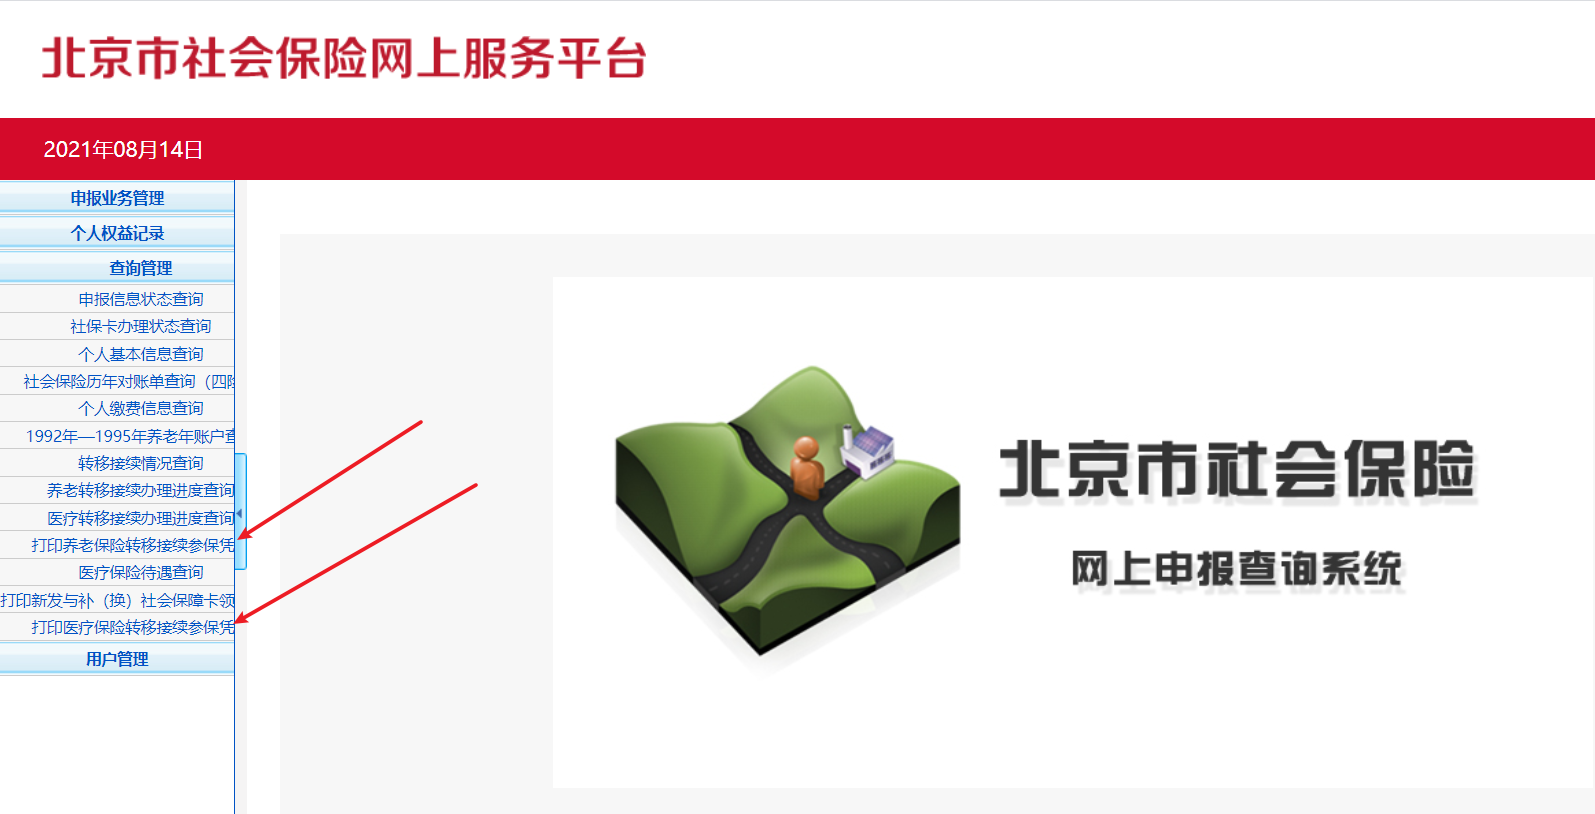 北京市社会保险网上服务平台
2021年08月14日
申报业务管理
个人权益记录
查询管理
申报信息状态查询
社保卡办理状态查询
个人基本信息查询
社会保险历年对账单查询（四险
个人缴费信息查询
1992年—1995年养老年账户查
转移接续情况查询
养老转移接续办理进度查询
医疗转移接续办理进度查询
打印养老保险转移接续参保凭
医疗保险待遇查询
打印新发与补（换）社会保障卡领
打印医疗保险转移接续参保凭
用户管理
北京市社会保险
网上申报查询系统